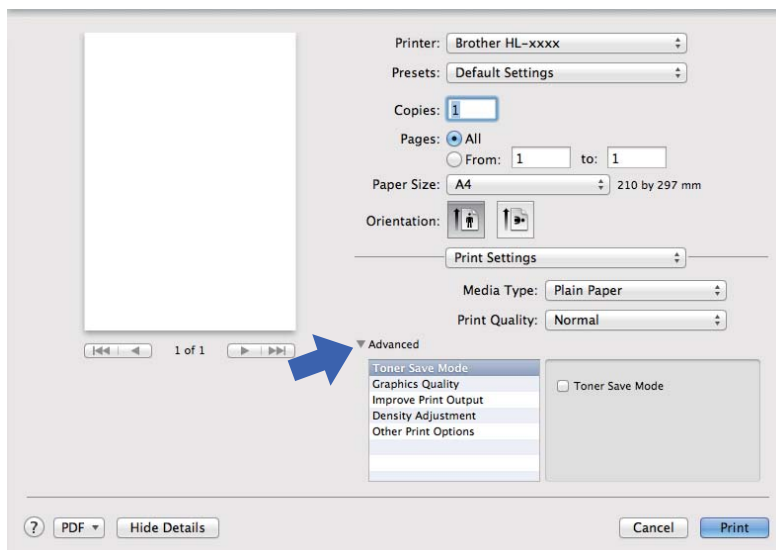 Printer: Brother HL-xxxx
Presets: Default Settings
Copies: 1
Pages: All
From: 1 to: 1
Paper Size: A4 210 by 297 mm
Orientation:
Print Settings
Media Type: Plain Paper
Print Quality: Normal
1 of 1
Advanced
Toner Save Mode
Graphics Quality
Improve Print Output
Density Adjustment
Other Print Options
Toner Save Mode
? PDF Hide Details Cancel Print